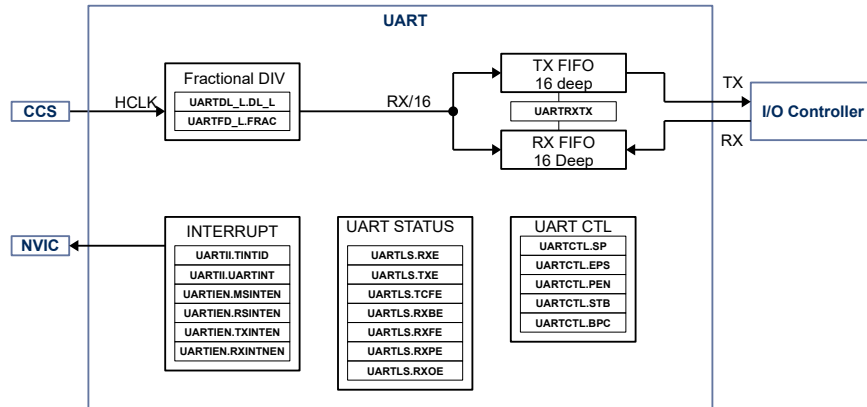 UART
Fractional DIV
UARTDL_L.DL_L
UARTFD_L.FRAC
CCS
HCLK
RX/16
TX FIFO
16 deep
UARTRXTX
RX FIFO
16 Deep
TX
I/O Controller
RX
NVIC
INTERRUPT
UARTII.TINTID
UARTII.UARTINT
UARTIEN.MSINTEN
UARTIEN.RSINTEN
UARTIEN.TXINTEN
UARTIEN.RXINTNEN
UART STATUS
UARTLS.RXE
UARTLS.TXE
UARTLS.TCFE
UARTLS.RXBE
UARTLS.RXFE
UARTLS.RXPE
UARTLS.RXOE
UART CTL
UARTCTL.SP
UARTCTL.EPS
UARTCTL.PEN
UARTCTL.STB
UARTCTL.BPC